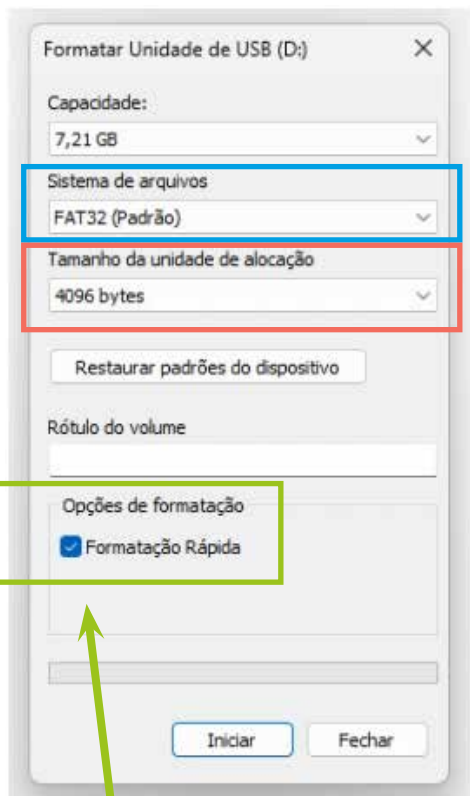 Formatar Unidade de USB (D:)
Capacidade:
7,21 GB
Sistema de arquivos
FAT32 (Padrão)
Tamanho da unidade de alocação
4096 bytes
Restaurar padrões do dispositivo
Rótulo do volume
Opções de formatação
Formatação Rápida
Iniciar Fechar